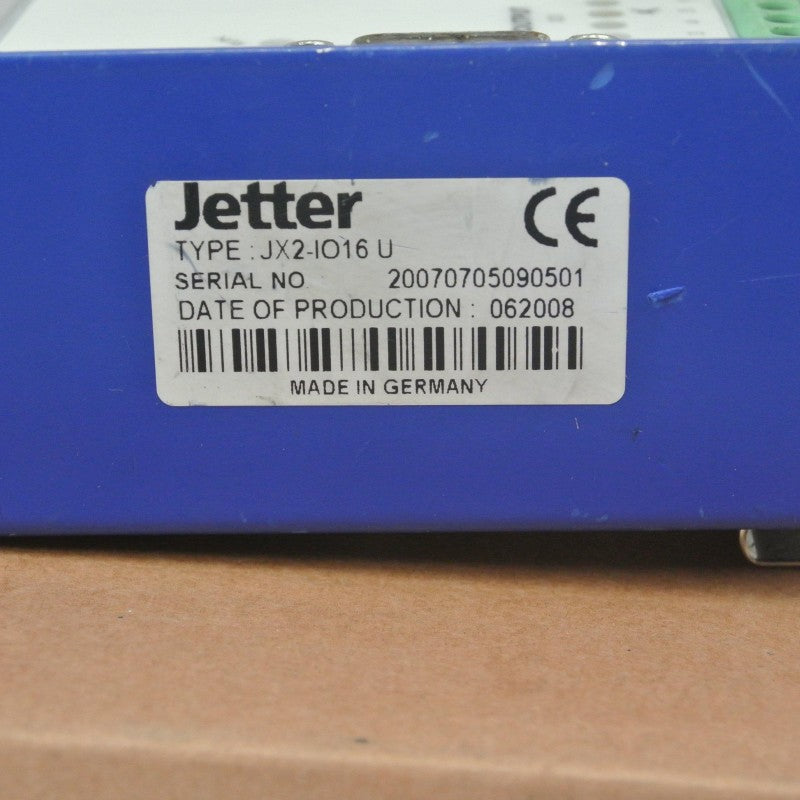 Jetter CE
TYPE : JX2-IO16 U
SERIAL NO 20070705090501
DATE OF PRODUCTION : 062008
MADE IN GERMANY